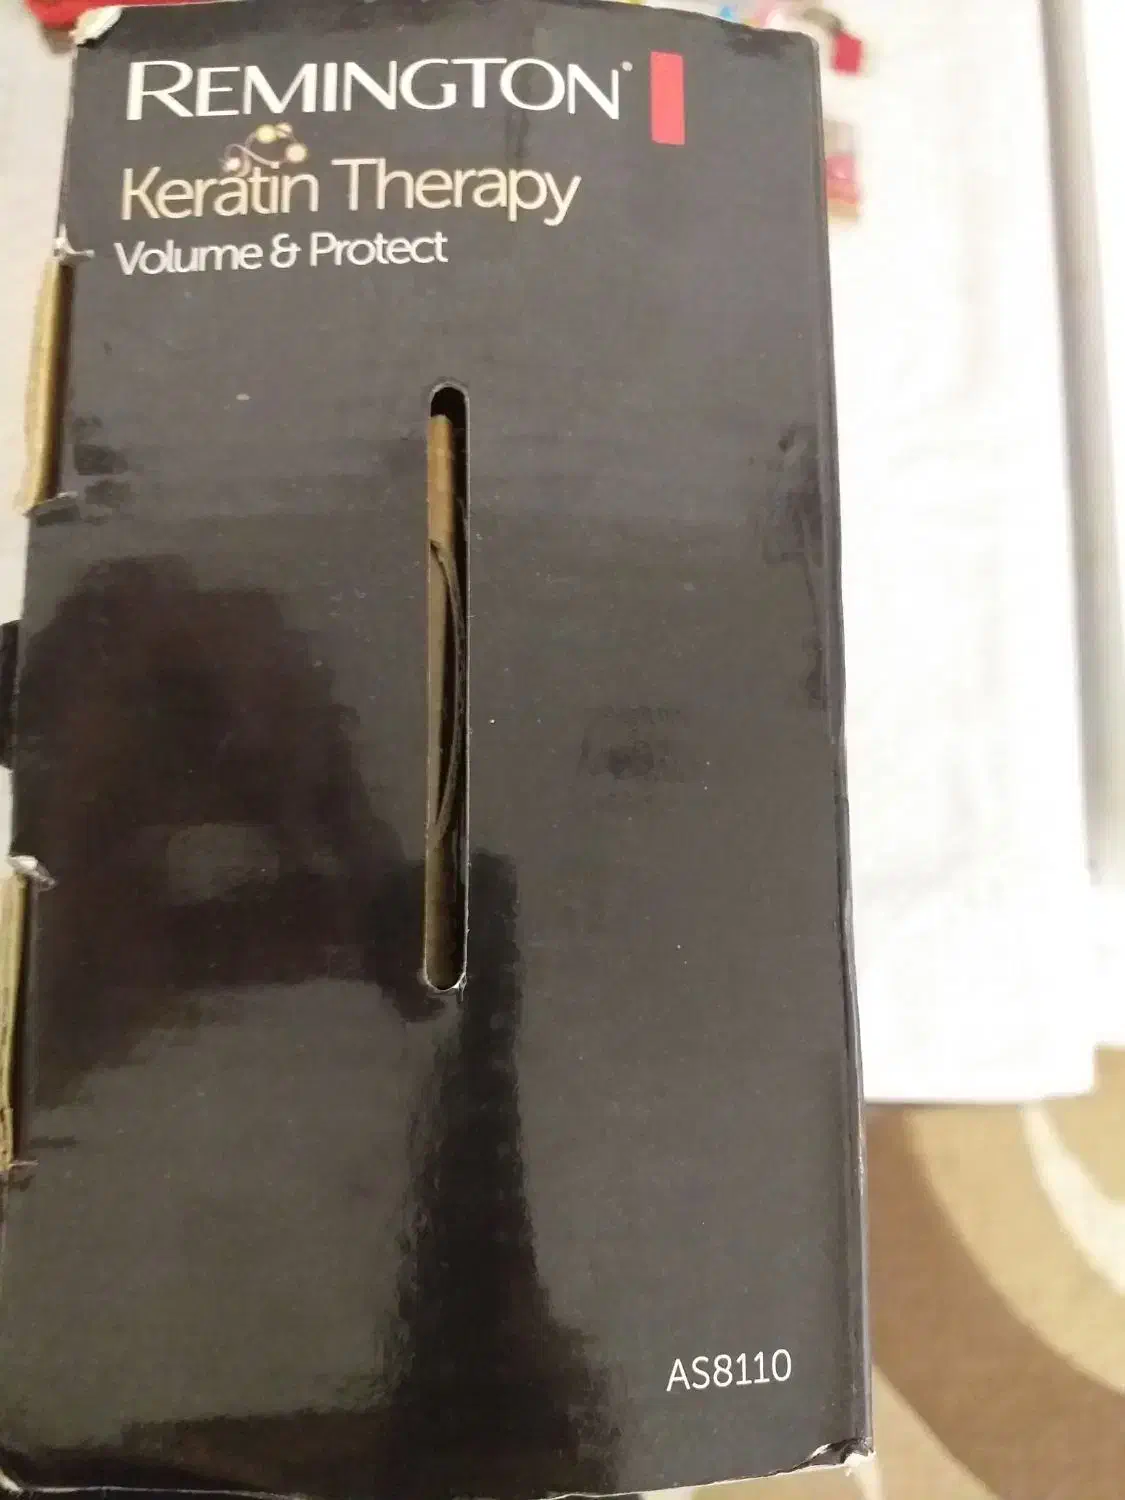 REMINGTON®
Keratin Therapy
Volume & Protect
AS8110